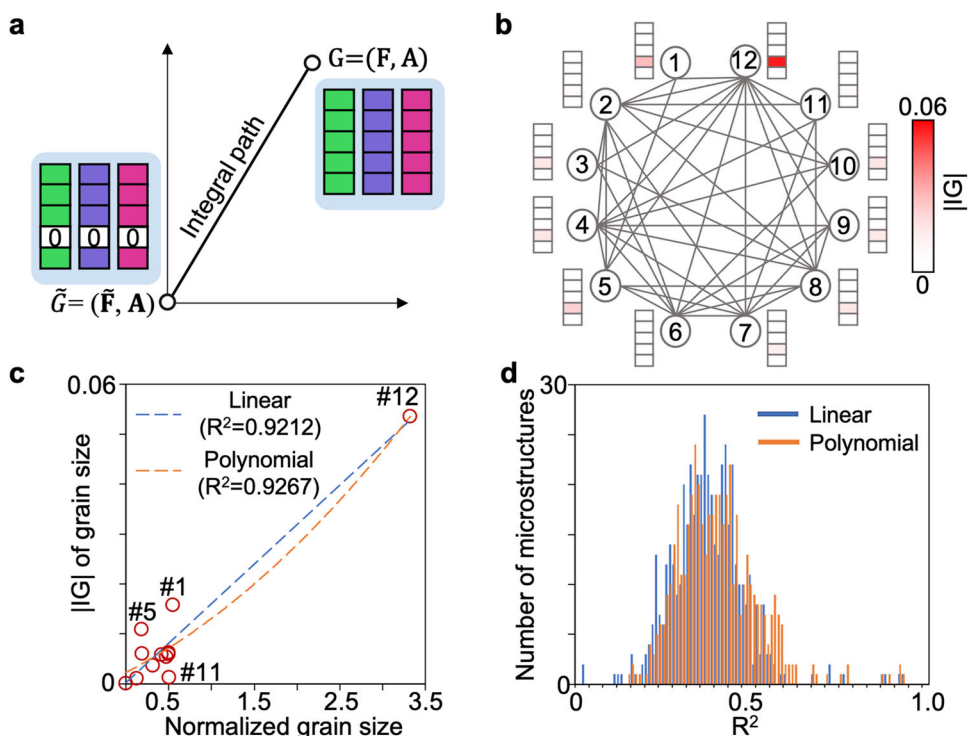 a
G=(F, A)
Integral path
0 0 0
G̃=(F̃, A)
b
1
12
2
11
3
10
4
9
5
8
6
7
0.06
|IG|
0
c
0.06
|IG| of grain size
0
Linear
(R²=0.9212)
Polynomial
(R²=0.9267)
#12
#1
#5
#11
0.5 1.5 2.5 3.5
Normalized grain size
d
30
Number of microstructures
0
Linear
Polynomial
0.5 1.0
R²